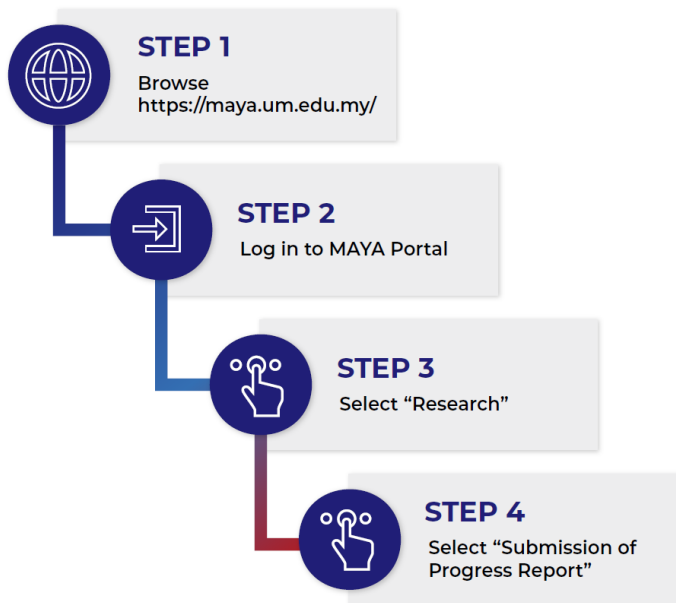 STEP 1
Browse
https://maya.um.edu.my/
STEP 2
Log in to MAYA Portal
STEP 3
Select “Research”
STEP 4
Select “Submission of
Progress Report”